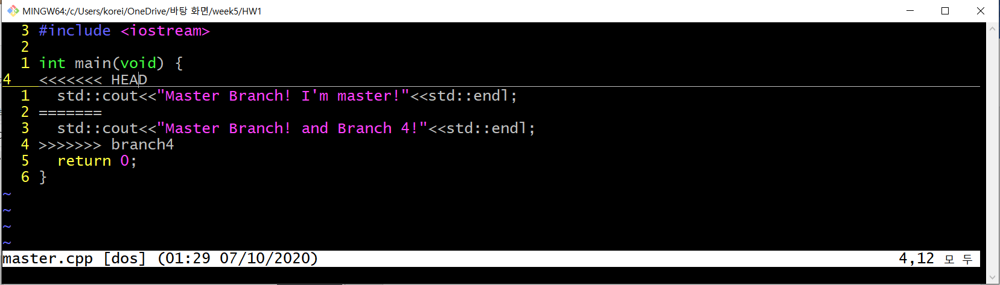 MINGW64:/c/Users/korei/OneDrive/바탕 화면/week5/HW1
3 #include <iostream>
2
1 int main(void) {
4 <<<<<<< HEAD
1   std::cout<<"Master Branch! I'm master!"<<std::endl;
2 =======
3   std::cout<<"Master Branch! and Branch 4!"<<std::endl;
4 >>>>>>> branch4
5   return 0;
6 }
~
~
~
~
master.cpp [dos] (01:29 07/10/2020) 4,12 모 두